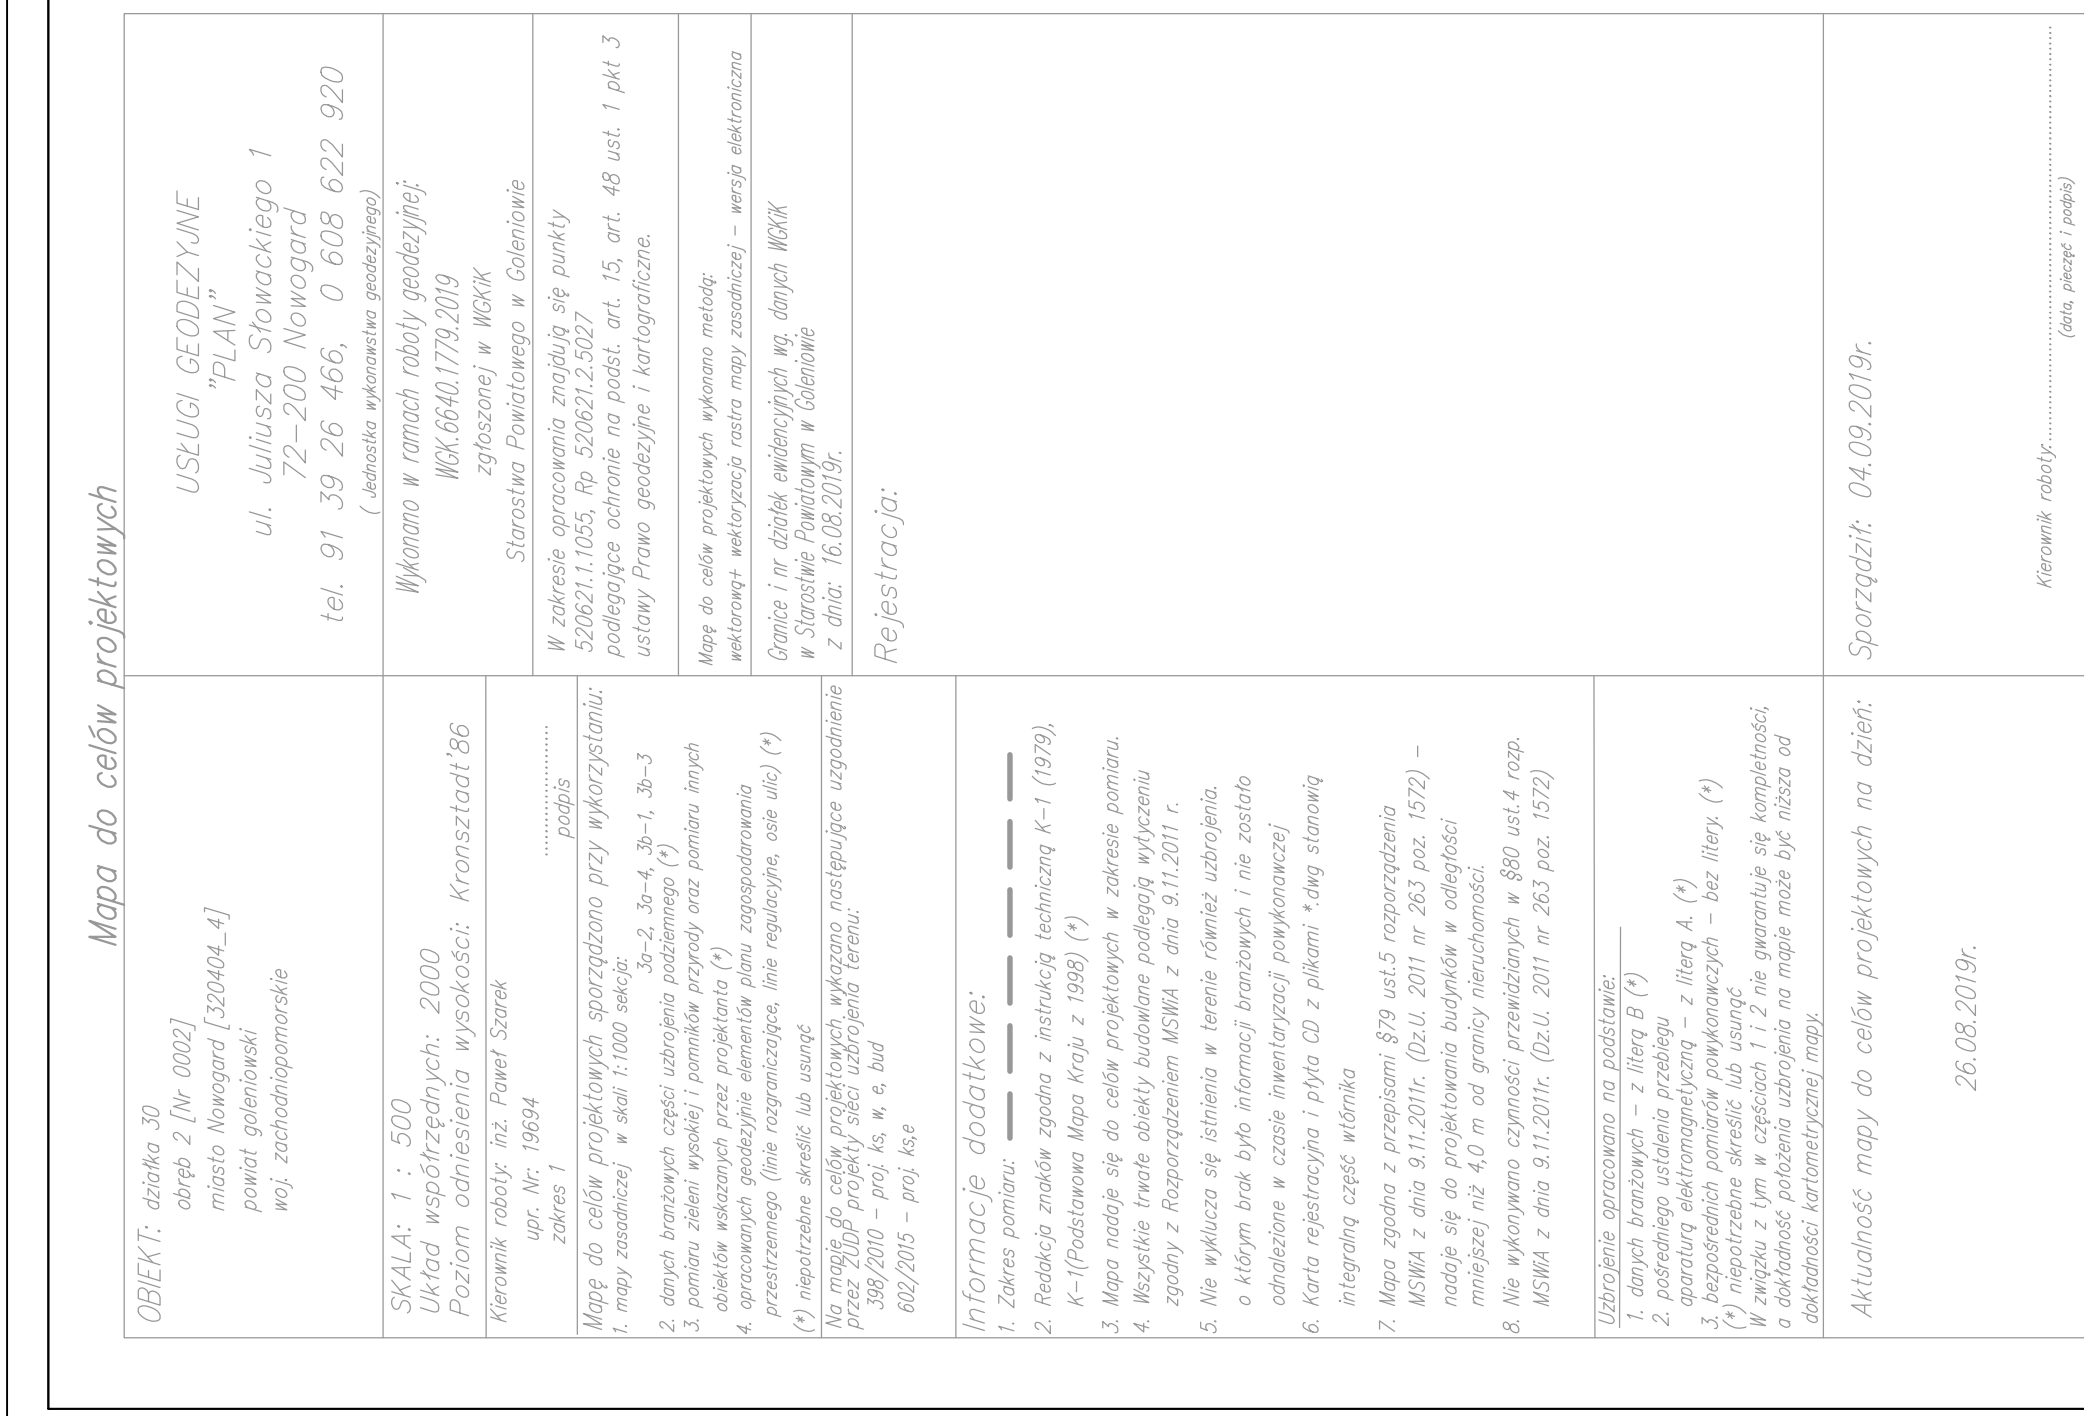 Mapa do celów projektowych
OBIEKT: działka 30
obręb 2 [Nr 0002]
miasto Nowogard [320404_4]
powiat goleniowski
woj. zachodniopomorskie
SKALA: 1 : 500
Układ współrzędnych: 2000
Poziom odniesienia wysokości: Kronsztadt'86
Kierownik roboty: inż. Paweł Szarek
upr. Nr: 19694
zakres 1
podpis
Mapę do celów projektowych sporządzono przy wykorzystaniu:
1. mapy zasadniczej w skali 1:1000 sekcja:
3a-2, 3a-4, 3b-1, 3b-3
2. danych branżowych części uzbrojenia podziennego (*)
3. pomiaru zieleni wysokiej i pomników przyrody oraz pomiaru innych
obiektów wskazanych przez projektanta (*)
4. opracowanych geodezyjnie elementów planu zagospodarowania
przestrzennego (linie rozgraniczające, linie regulacyjne, osie ulic) (*)
(*) niepotrzebne skreślić lub usunąć
Na mapie do celów projektowych wykazano następujące uzgodnienie
przez ZUDP projekty sieci uzbrojenia terenu:
398/2010 – proj. ks, w, e, bud
602/2015 – proj. ks,e
Informacje dodatkowe:
1. Zakres pomiaru:
2. Redakcja znaków zgodna z instrukcją techniczną K-1 (1979),
K-1(Podstawowa Mapa Kraju z 1998) (*)
3. Mapa nadaje się do celów projektowych w zakresie pomiaru.
4. Wszystkie trwałe obiekty budowlane podlegają wytyczeniu
zgodny z Rozporządzeniem MSWiA z dnia 9.11.2011 r.
5. Nie wyklucza się istnienia w terenie również uzbrojenia.
o którym brak było informacji branżowych i nie zostało
odnalezione w czasie inwentaryzacji powykonawczej
6. Karta rejestracyjna i płyta CD z plikami *.dwg stanowią
integralną część wtórnika
7. Mapa zgodna z przepisami §79 ust.5 rozporządzenia
MSWiA z dnia 9.11.2011r. (Dz.U. 2011 nr 263 poz. 1572) –
nadaje się do projektowania budynków w odległości
mniejszej niż 4,0 m od granicy nieruchomości.
8. Nie wykonywano czynności przewidzianych w §80 ust.4 rozp.
MSWiA z dnia 9.11.2011r. (Dz.U. 2011 nr 263 poz. 1572)
Uzbrojenie opracowano na podstawie:
1. danych branżowych – z literą B (*)
2. pośredniego ustalenia przebiegu
aparaturą elektromagnetyczną – z literą A. (*)
3. bezpośrednich pomiarów powykonawczych – bez litery. (*)
(*) niepotrzebne skreślić lub usunąć
W związku z tym w częściach 1 i 2 nie gwarantuje się kompletności,
a dokładność położenia uzbrojenia na mapie może być niższa od
dokładności kartometrycznej mapy.
Aktualność mapy do celów projektowych na dzień:
26.08.2019r.
USŁUGI GEODEZYJNE
"PLAN"
ul. Juliusza Słowackiego 1
72-200 Nowogard
tel. 91 39 26 466, 0 608 622 920
( Jednostka wykonawstwa geodezyjnego)
Wykonano w ramach roboty geodezyjnej:
WGK.6640.1779.2019
zgłoszonej w WGKiK
Starostwa Powiatowego w Goleniowie
W zakresie opracowania znajdują się punkty
520621.1.1055, Rp 520621.2.5027
podlegające ochronie na podst. art. 15, art. 48 ust. 1 pkt 3
ustawy Prawo geodezyjne i kartograficzne.
Mapę do celów projektowych wykonano metodą:
wektorową+ wektoryzacja rastra mapy zasadniczej – wersja elektroniczna
Granice i nr działek ewidencyjnych wg. danych WGKiK
w Starostwie Powiatowym w Goleniowie
z dnia: 16.08.2019r.
Rejestracja:
Sporządził: 04.09.2019r.
Kierownik roboty:
(data, pieczęć i podpis)